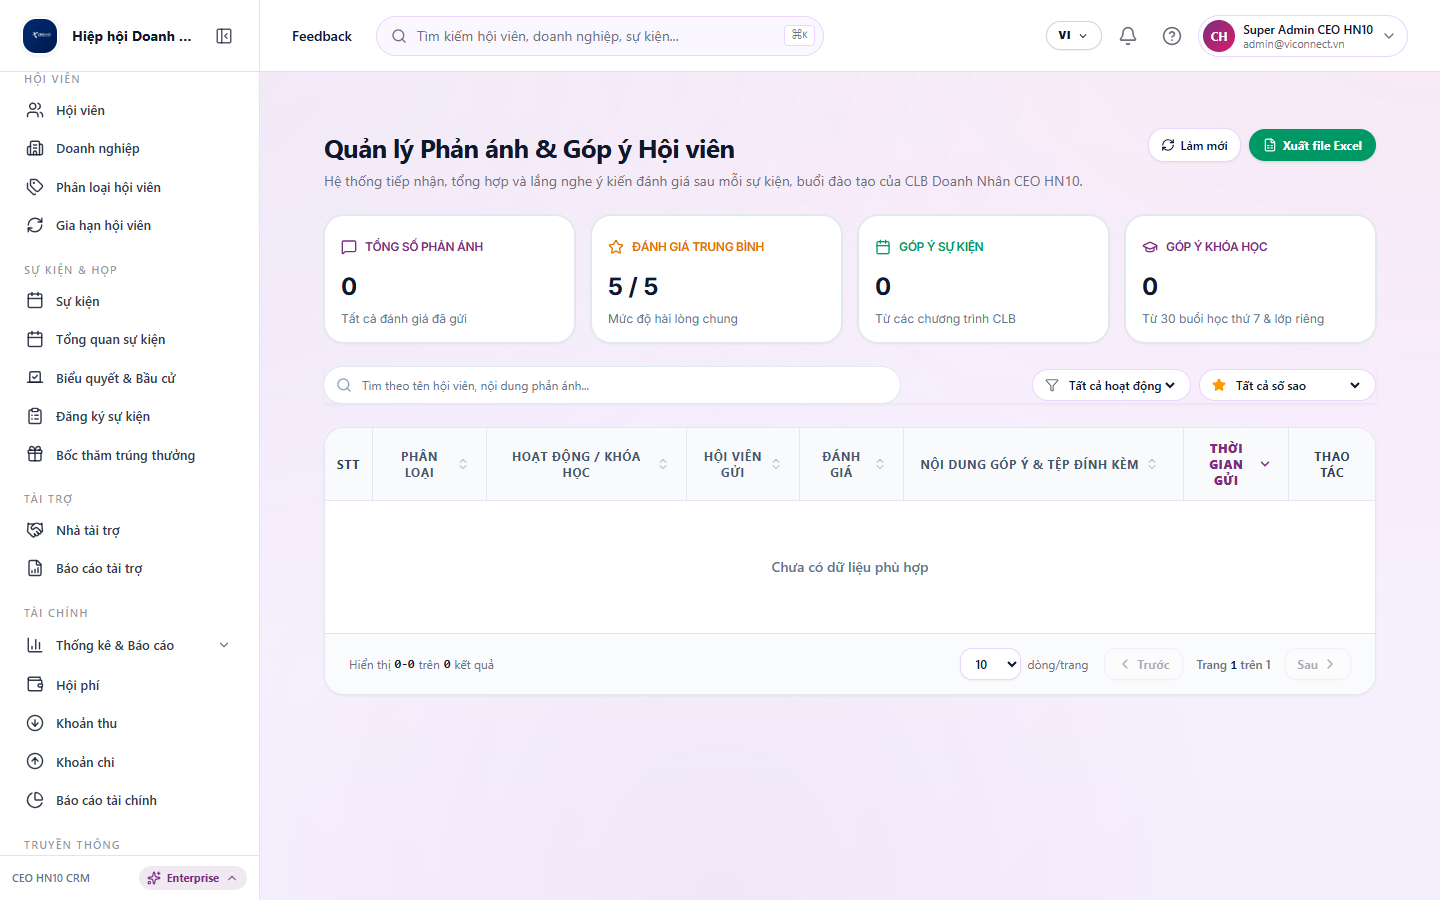 Hiệp hội Doanh ...
Feedback
Tìm kiếm hội viên, doanh nghiệp, sự kiện...
⌘K
VI
CH
Super Admin CEO HN10
admin@viconnect.vn
HỘI VIÊN
Hội viên
Doanh nghiệp
Phân loại hội viên
Gia hạn hội viên
SỰ KIỆN & HỌP
Sự kiện
Tổng quan sự kiện
Biểu quyết & Bầu cử
Đăng ký sự kiện
Bốc thăm trúng thưởng
TÀI TRỢ
Nhà tài trợ
Báo cáo tài trợ
TÀI CHÍNH
Thống kê & Báo cáo
Hội phí
Khoản thu
Khoản chi
Báo cáo tài chính
TRUYỀN THÔNG
CEO HN10 CRM
Enterprise
Quản lý Phản ánh & Góp ý Hội viên
Hệ thống tiếp nhận, tổng hợp và lắng nghe ý kiến đánh giá sau mỗi sự kiện, buổi đào tạo của CLB Doanh Nhân CEO HN10.
Làm mới
Xuất file Excel
TỔNG SỐ PHẢN ÁNH
0
Tất cả đánh giá đã gửi
ĐÁNH GIÁ TRUNG BÌNH
5 / 5
Mức độ hài lòng chung
GÓP Ý SỰ KIỆN
0
Từ các chương trình CLB
GÓP Ý KHÓA HỌC
0
Từ 30 buổi học thứ 7 & lớp riêng
Tìm theo tên hội viên, nội dung phản ánh...
Tất cả hoạt động
Tất cả số sao
STT
PHÂN
LOẠI
HOẠT ĐỘNG / KHÓA
HỌC
HỘI VIÊN
GỬI
ĐÁNH
GIÁ
NỘI DUNG GÓP Ý & TỆP ĐÍNH KÈM
THỜI
GIAN
GỬI
THAO
TÁC
Chưa có dữ liệu phù hợp
Hiển thị 0-0 trên 0 kết quả
10
dòng/trang
Trước
Trang 1 trên 1
Sau